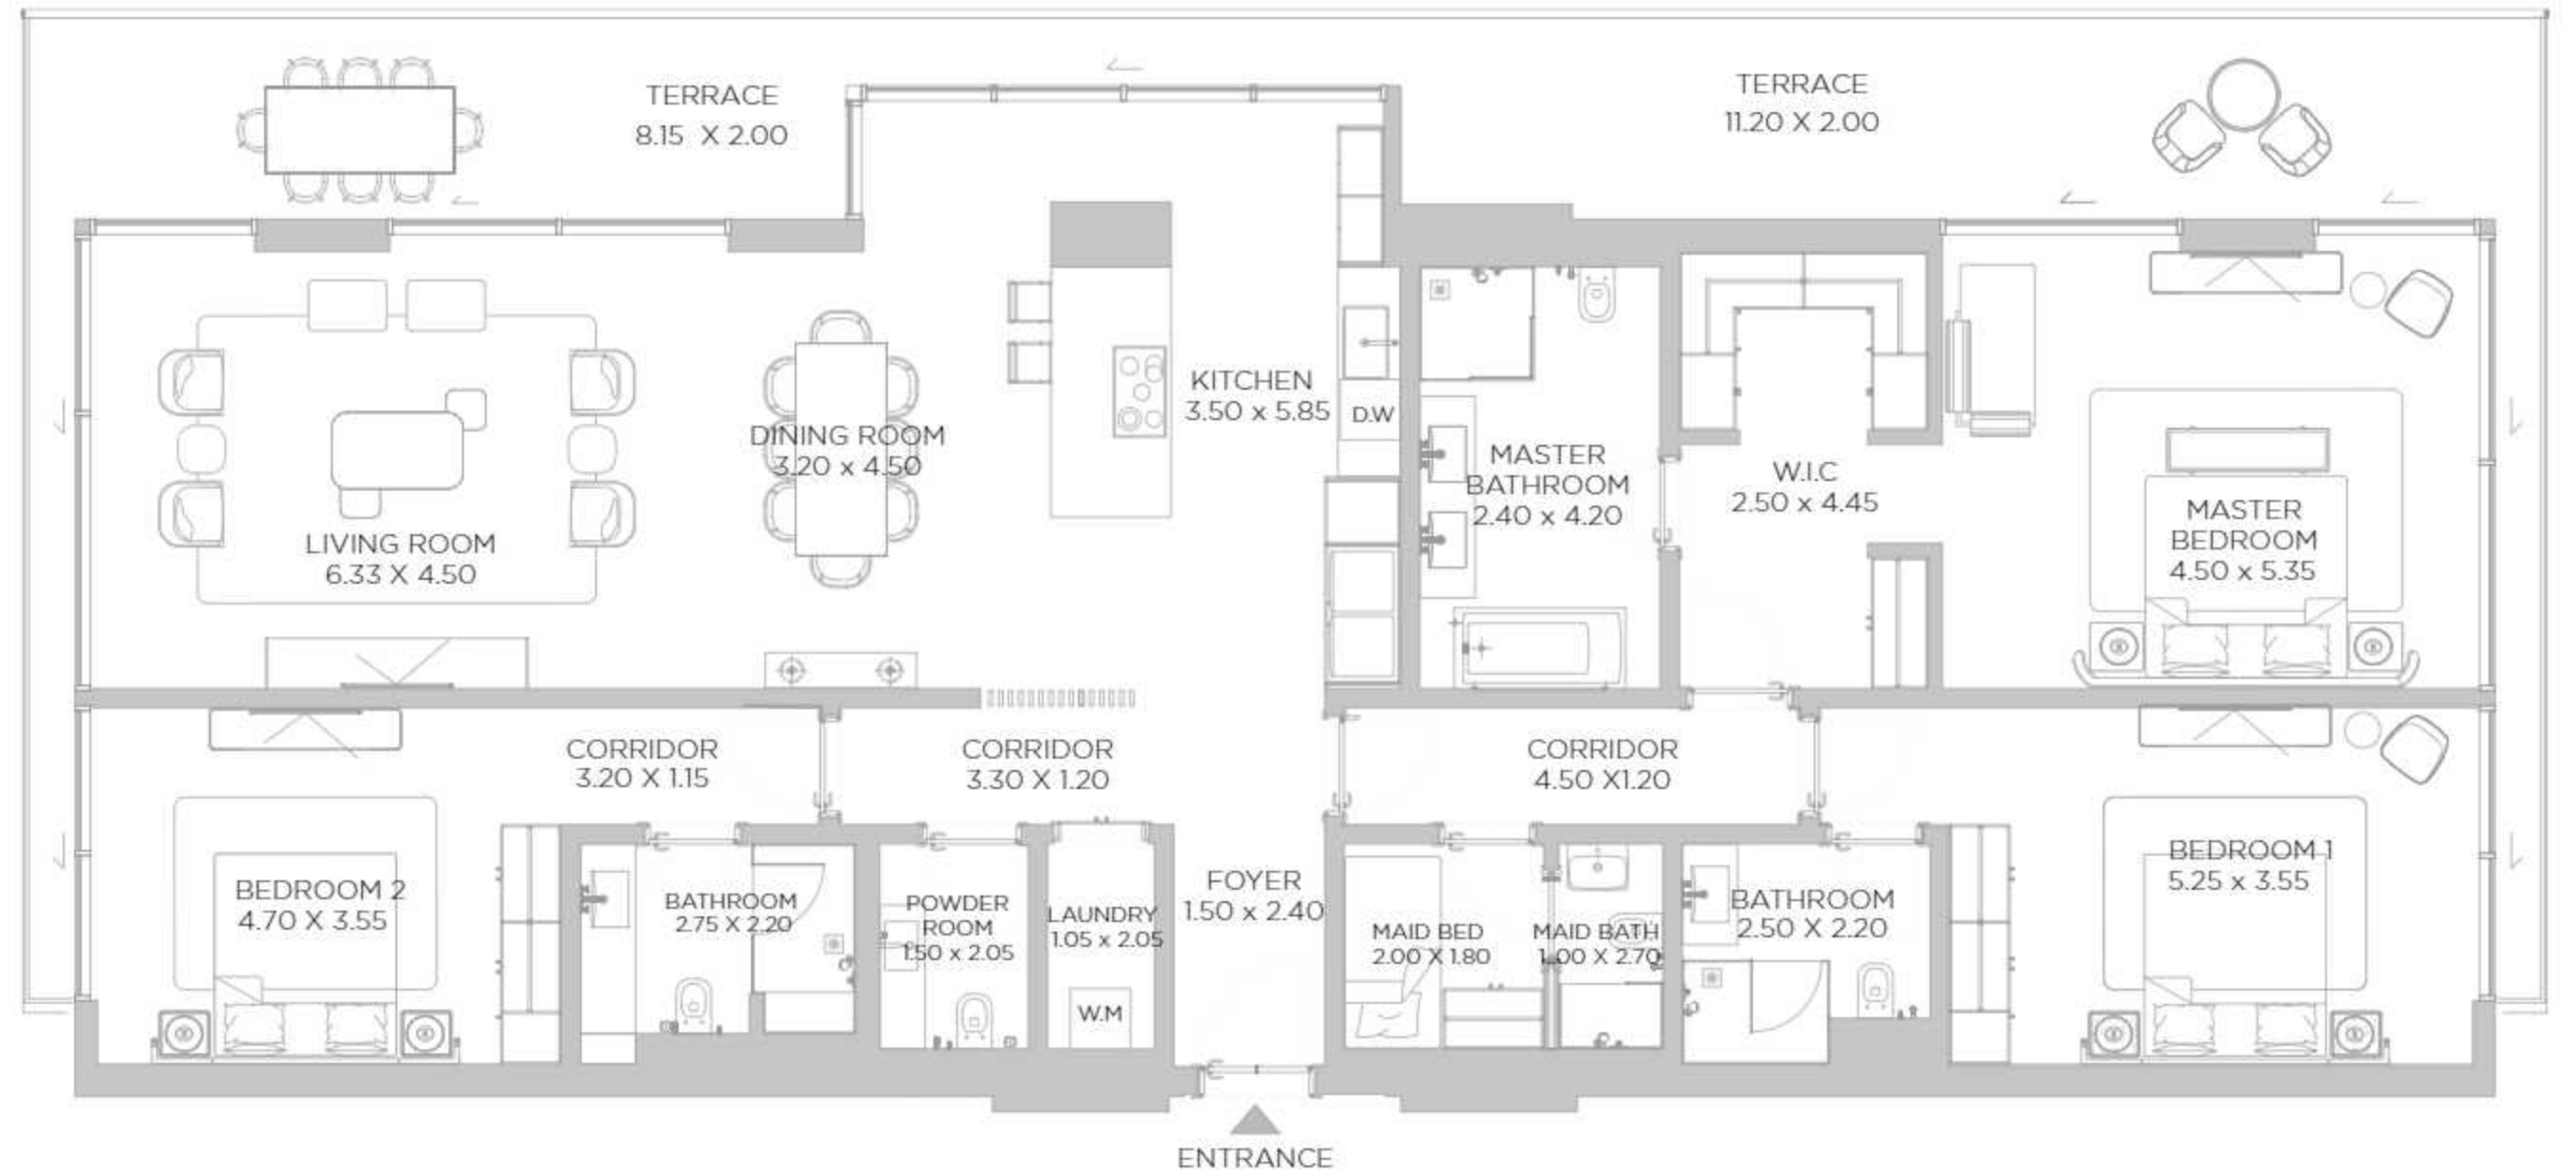 TERRACE
8.15 X 2.00
TERRACE
11.20 X 2.00
KITCHEN
3.50 x 5.85
D.W
DINING ROOM
3.20 x 4.50
LIVING ROOM
6.33 X 4.50
MASTER
BATHROOM
2.40 x 4.20
W.I.C
2.50 x 4.45
MASTER
BEDROOM
4.50 x 5.35
CORRIDOR
3.20 X 1.15
CORRIDOR
3.30 X 1.20
CORRIDOR
4.50 X1.20
BEDROOM 2
4.70 X 3.55
BATHROOM
2.75 X 2.20
POWDER
ROOM
1.50 x 2.05
LAUNDRY
1.05 x 2.05
W.M
FOYER
1.50 x 2.40
MAID BED
2.00 X 1.80
MAID BATH
1.00 X 2.70
BATHROOM
2.50 X 2.20
BEDROOM 1
5.25 x 3.55
ENTRANCE